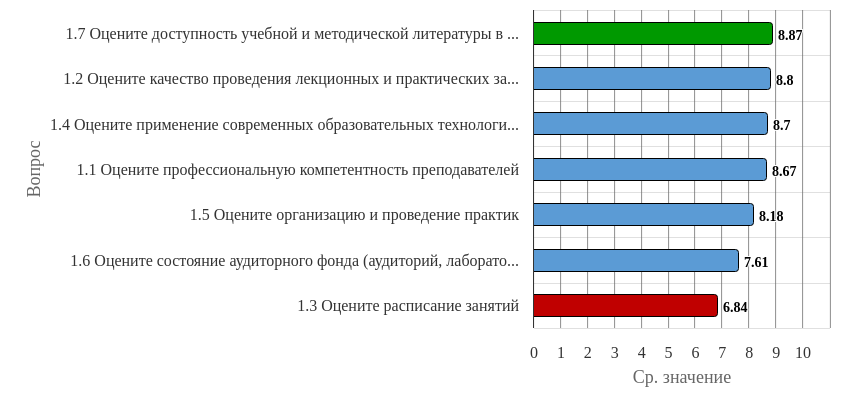 1.7 Оцените доступность учебной и методической литературы в ...
8.87
1.2 Оцените качество проведения лекционных и практических за...
8.8
1.4 Оцените применение современных образовательных технологи...
8.7
1.1 Оцените профессиональную компетентность преподавателей
8.67
1.5 Оцените организацию и проведение практик
8.18
1.6 Оцените состояние аудиторного фонда (аудиторий, лаборато...
7.61
1.3 Оцените расписание занятий
6.84
Вопрос
0 1 2 3 4 5 6 7 8 9 10
Ср. значение